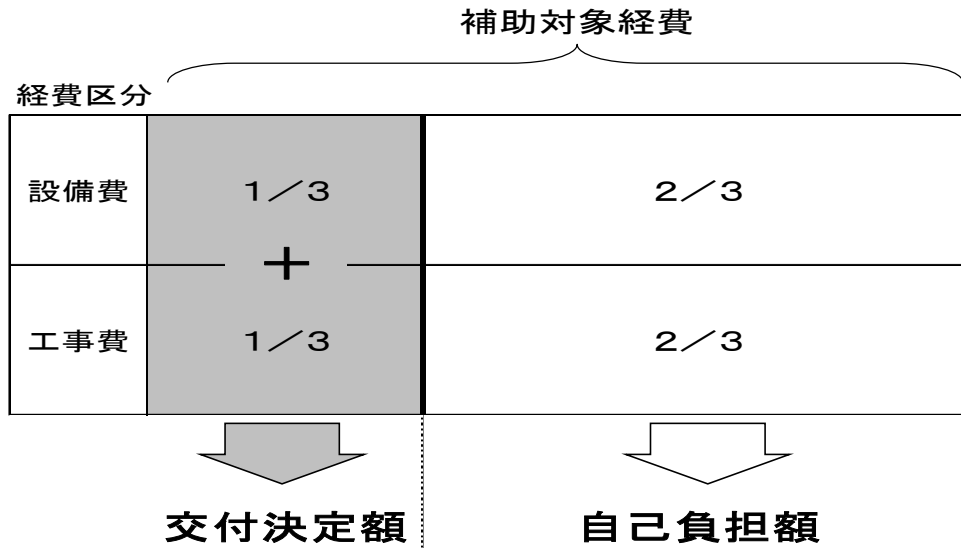 補助対象経費
経費区分
設備費 1／3 2／3
＋
工事費 1／3 2／3
交付決定額 自己負担額